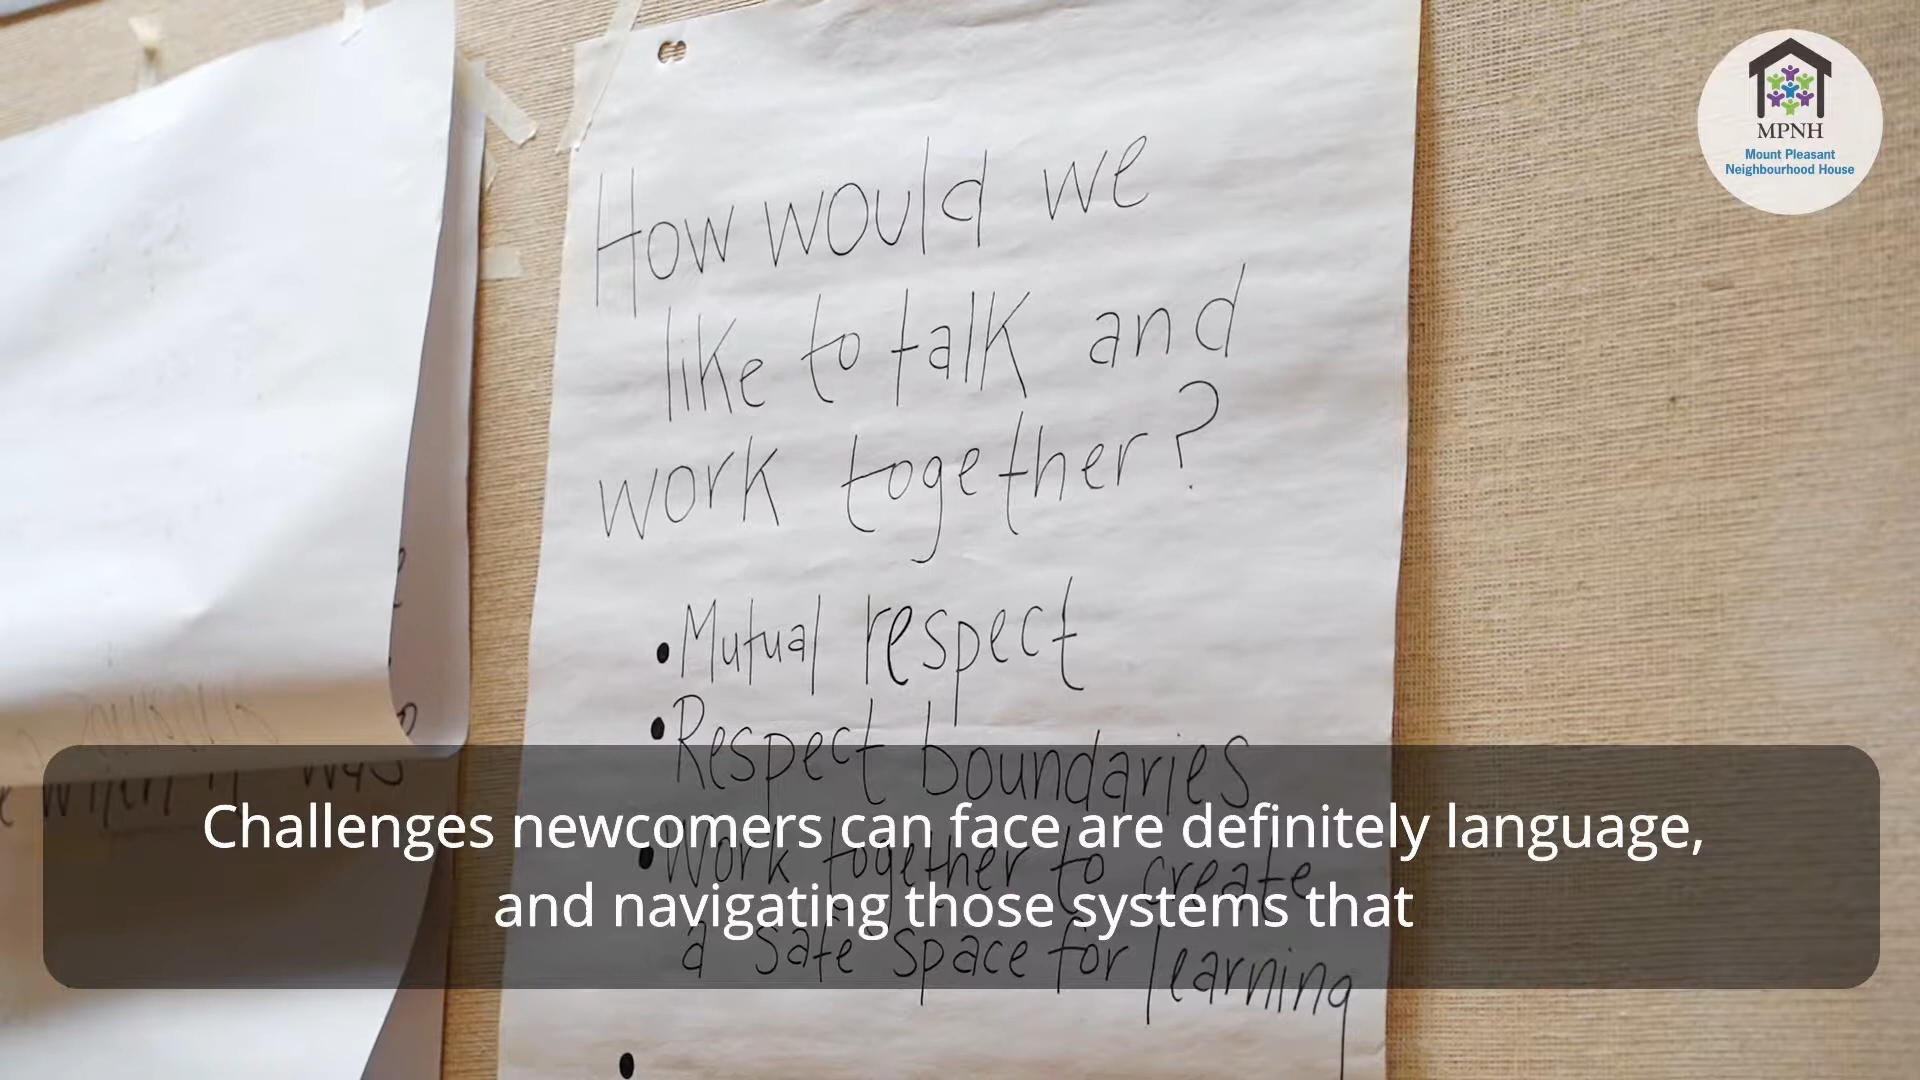 MPNH
Mount Pleasant
Neighbourhood House
How would we
like to talk and
work together?
• Mutual respect
• Respect boundaries
• Work together to create
a safe space for learning
•
was
Challenges newcomers can face are definitely language,
and navigating those systems that